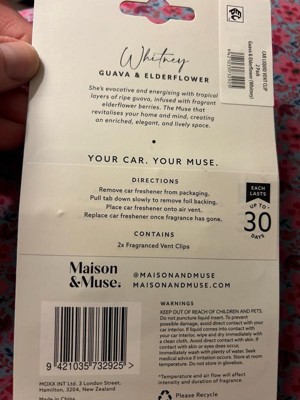 CAR LIQUID VENT CLIP
2 Pack
Guava & Elderflower (Whitney)
Whitney
GUAVA & ELDERFLOWER
She's evocative and energising with tropical
layers of ripe guava, infused with fragrant
elderflower berries. The Muse that
revitalises your home and mind, creating
an enriched, elegant, and lively space.
YOUR CAR, YOUR MUSE.
DIRECTIONS
Remove car freshener from packaging.
Pull tab down slowly to remove foil backing.
Place car freshener onto air vent.
Replace car freshener once fragrance has gone.
EACH
LASTS
UP TO
30
DAYS
CONTAINS
2x Fragranced Vent Clips
Maison
&Muse.
@MAISONANDMUSE
MAISONANDMUSE.COM
WARNINGS
KEEP OUT OF REACH OF CHILDREN AND PETS.
Do not puncture liquid insert. To prevent
possible damage, avoid direct contact with your
car interior. If liquid comes into contact with
your car interior, wipe and dry immediately with
a clean cloth. Avoid direct contact with skin. If
contact with skin or eyes does occur,
immediately wash with plenty of water. Seek
medical advice if irritation occurs. Store at room
temperature. Do not store in glovebox.
*Temperature and air flow will affect
intensity and duration of fragrance.
9 421035 732925 >
MOXX INT Ltd. 3 London Street,
Hamilton, 3204, New Zealand
Made in China
Please Recycle